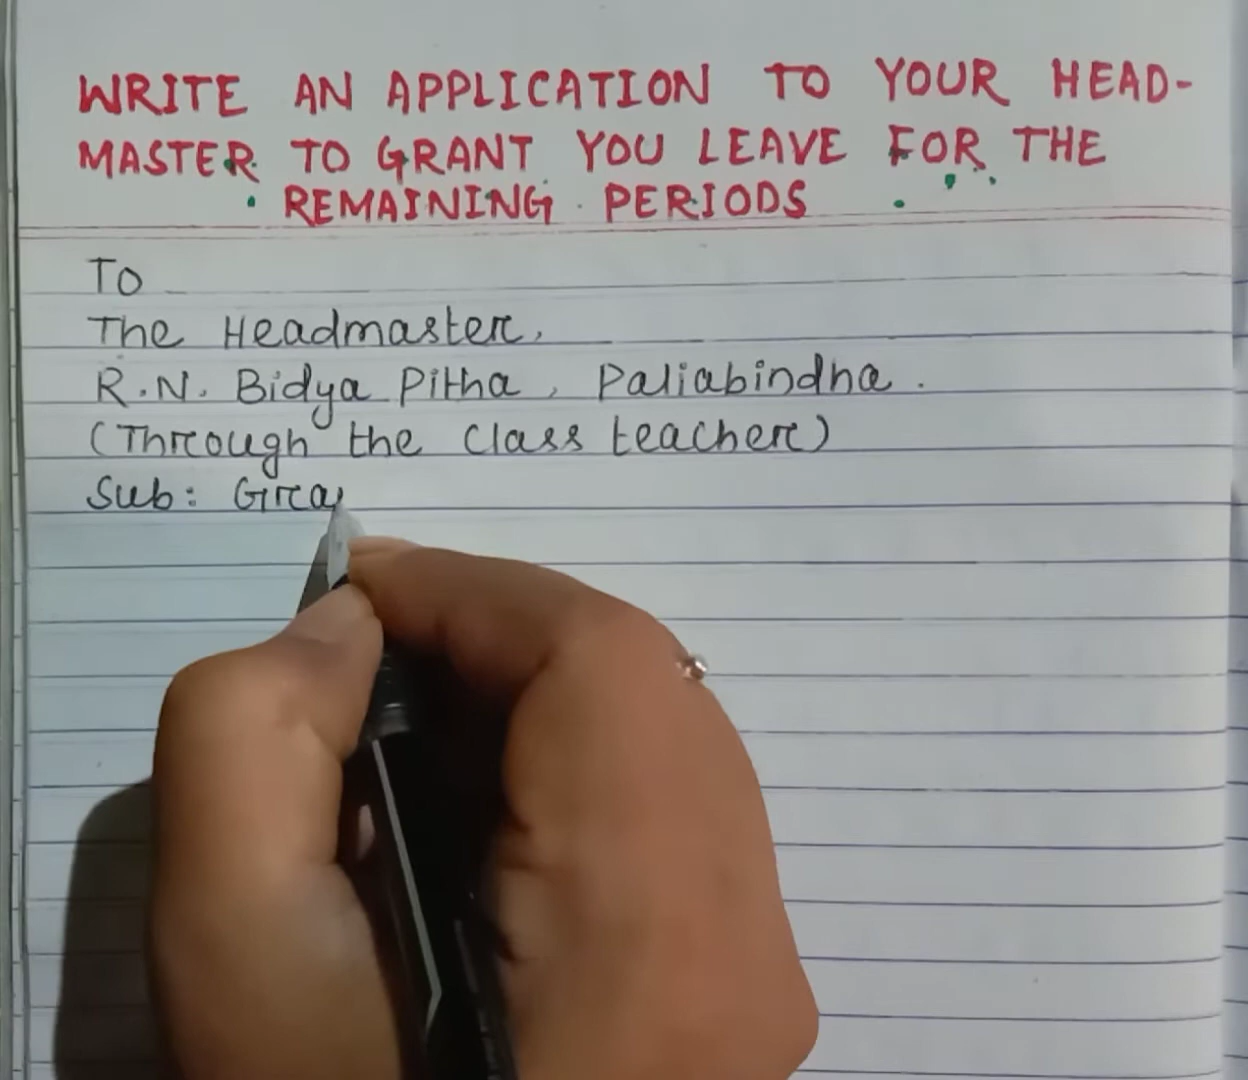 WRITE AN APPLICATION TO YOUR HEAD-
MASTER TO GRANT YOU LEAVE FOR THE
REMAINING PERIODS
To
The Headmaster,
R.N. Bidya Pitha, Paliabindha.
(Through the class teacher)
Sub: Gra